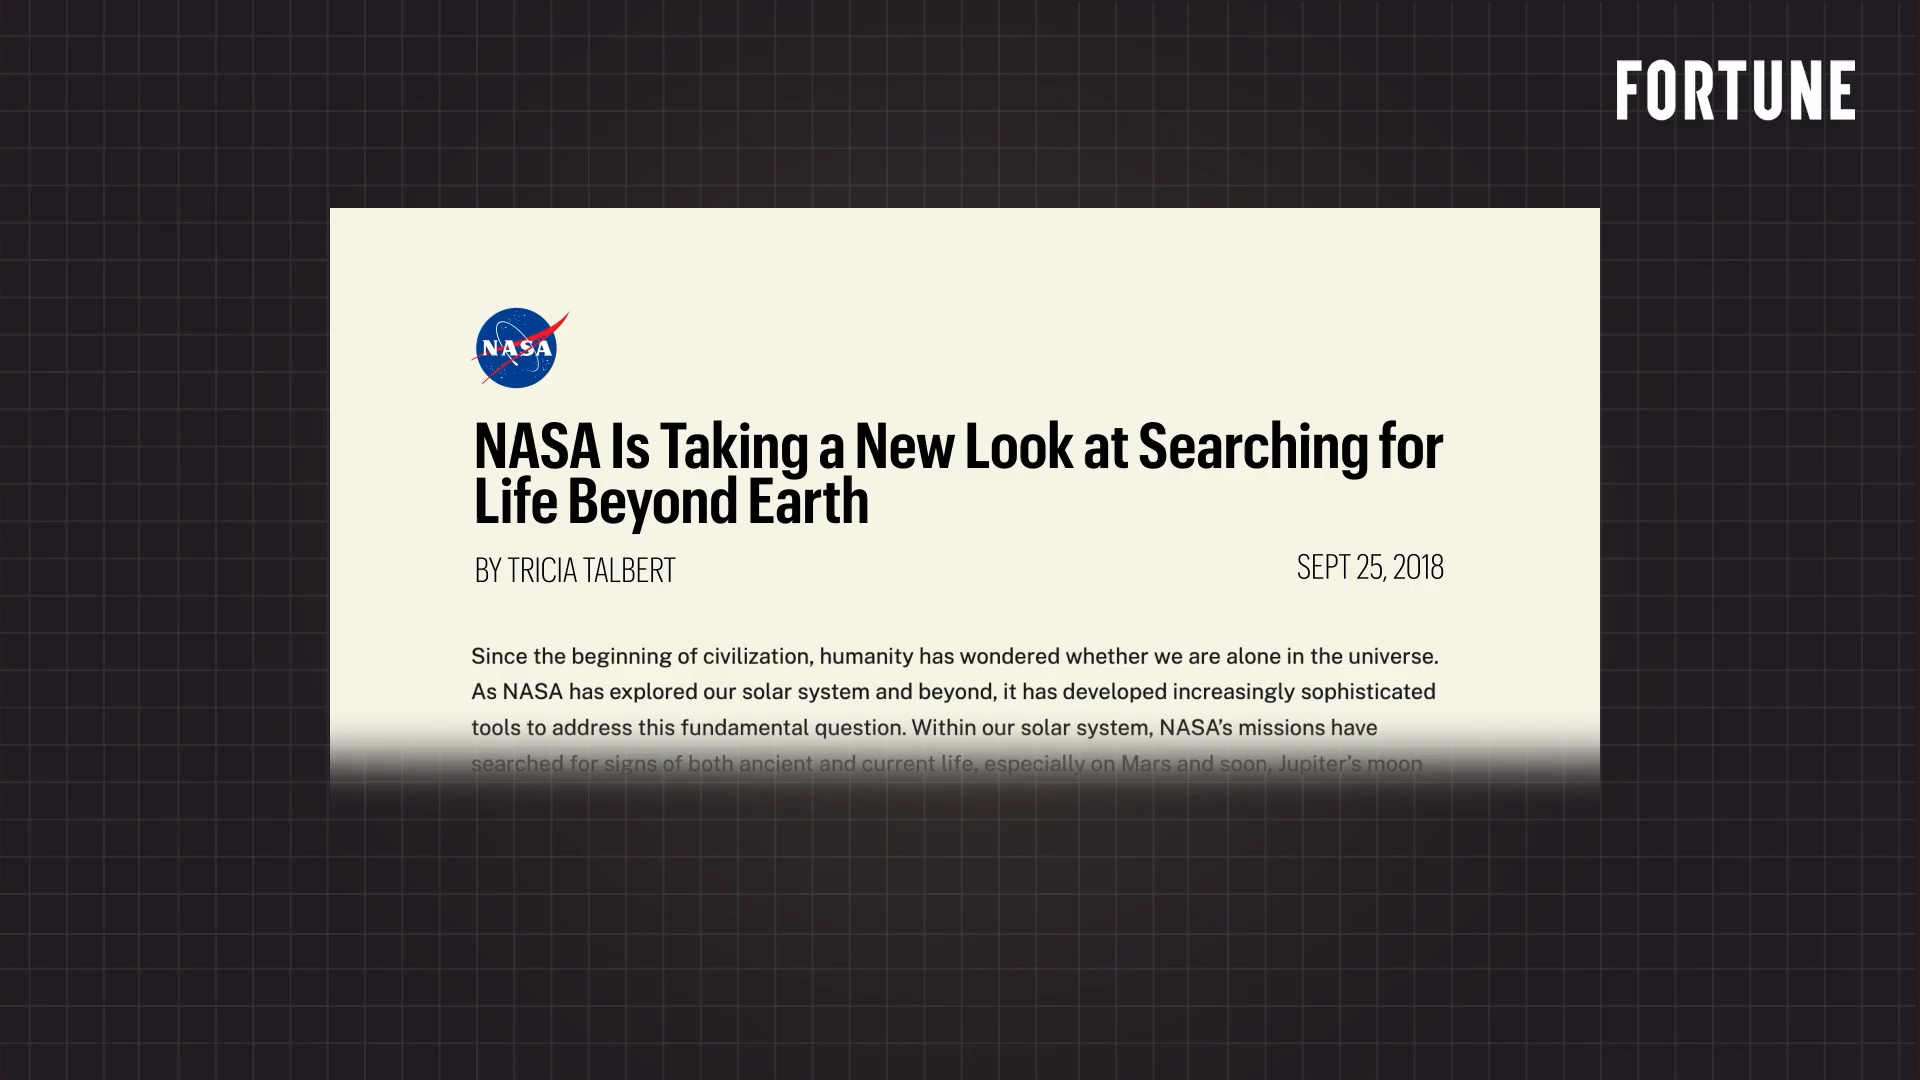 FORTUNE
NASA
NASA Is Taking a New Look at Searching for
Life Beyond Earth
BY TRICIA TALBERT
SEPT 25, 2018
Since the beginning of civilization, humanity has wondered whether we are alone in the universe.
As NASA has explored our solar system and beyond, it has developed increasingly sophisticated
tools to address this fundamental question. Within our solar system, NASA’s missions have
searched for signs of both ancient and current life, especially on Mars and soon, Jupiter’s moon